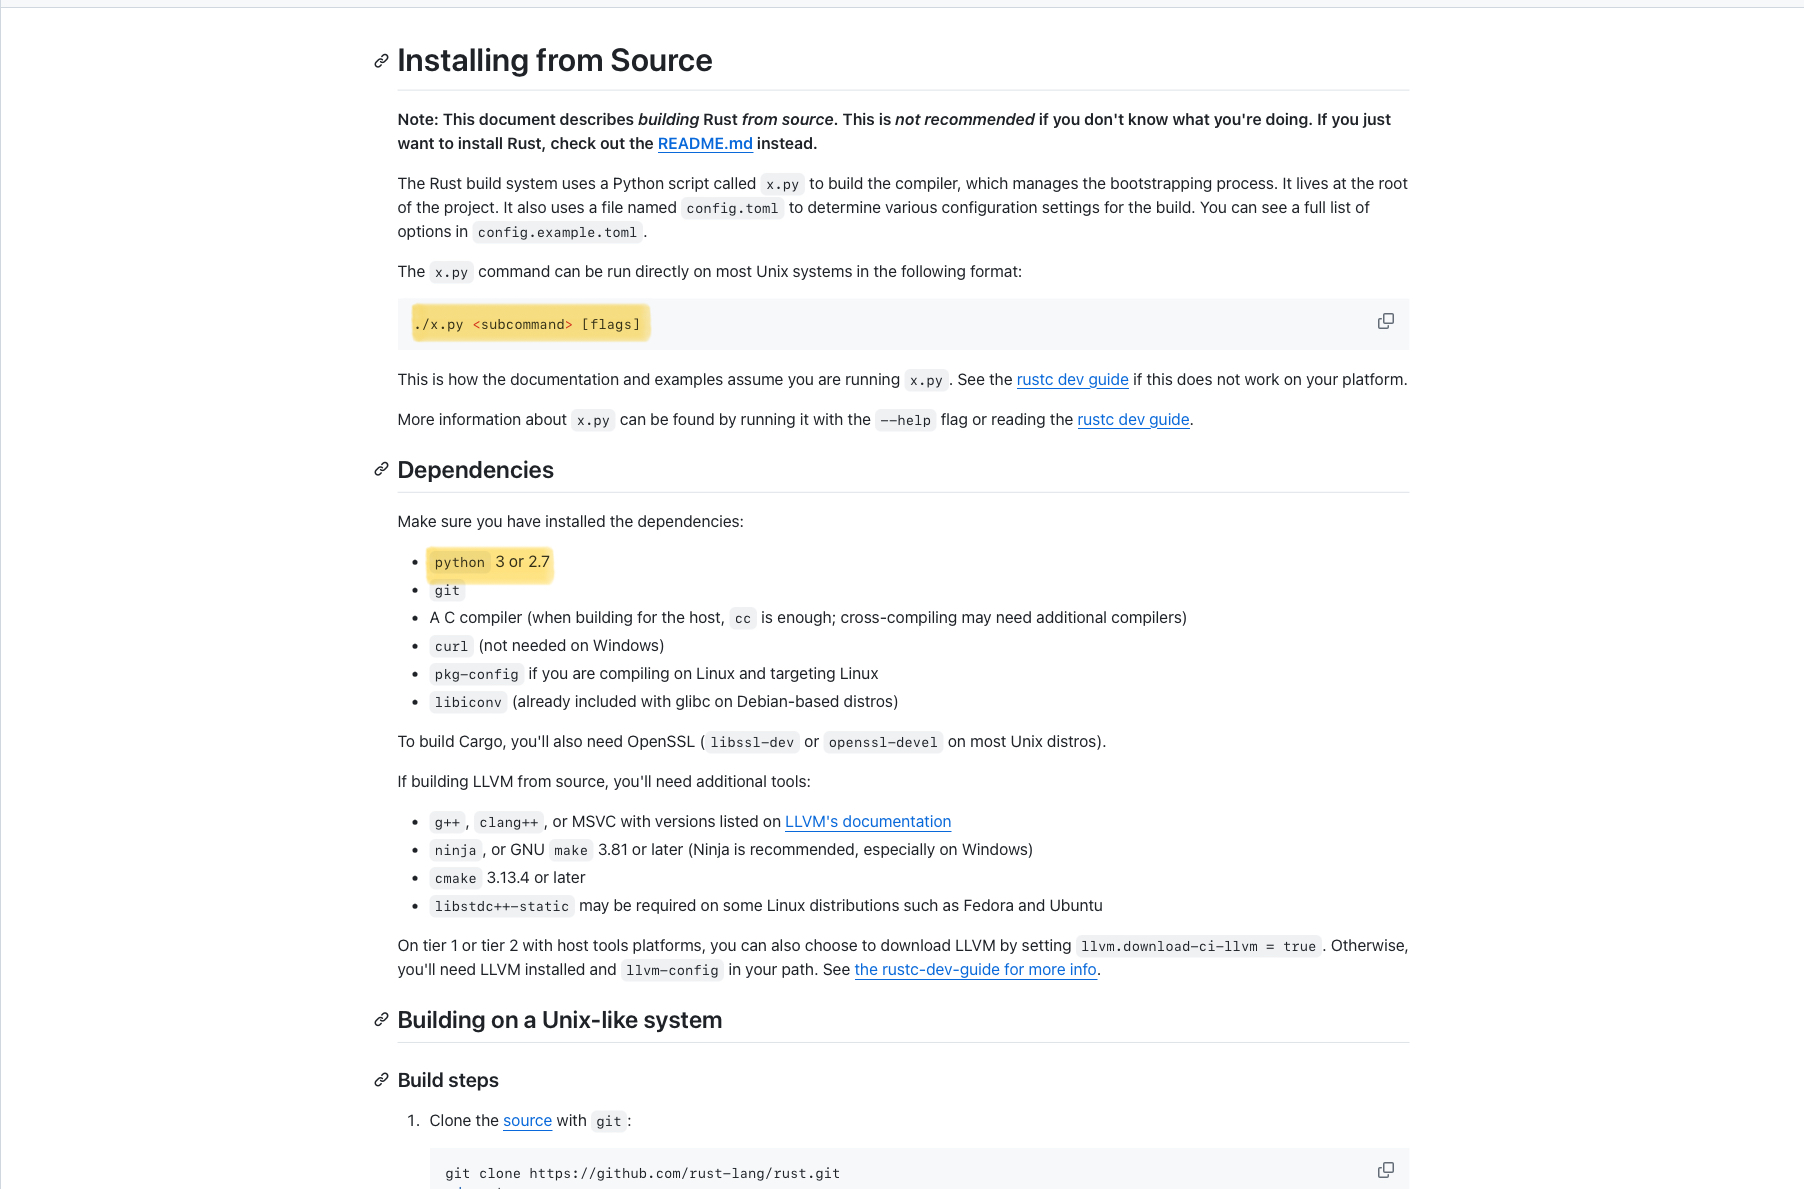 Installing from Source
Note: This document describes building Rust from source. This is not recommended if you don't know what you're doing. If you just
want to install Rust, check out the README.md instead.
The Rust build system uses a Python script called x.py to build the compiler, which manages the bootstrapping process. It lives at the root
of the project. It also uses a file named config.toml to determine various configuration settings for the build. You can see a full list of
options in config.example.toml.
The x.py command can be run directly on most Unix systems in the following format:
./x.py <subcommand> [flags]
This is how the documentation and examples assume you are running x.py. See the rustc dev guide if this does not work on your platform.
More information about x.py can be found by running it with the --help flag or reading the rustc dev guide.
Dependencies
Make sure you have installed the dependencies:
• python 3 or 2.7
• git
• A C compiler (when building for the host, cc is enough; cross-compiling may need additional compilers)
• curl (not needed on Windows)
• pkg-config if you are compiling on Linux and targeting Linux
• libiconv (already included with glibc on Debian-based distros)
To build Cargo, you'll also need OpenSSL (libssl-dev or openssl-devel on most Unix distros).
If building LLVM from source, you'll need additional tools:
• g++, clang++, or MSVC with versions listed on LLVM's documentation
• ninja, or GNU make 3.81 or later (Ninja is recommended, especially on Windows)
• cmake 3.13.4 or later
• libstdc++-static may be required on some Linux distributions such as Fedora and Ubuntu
On tier 1 or tier 2 with host tools platforms, you can also choose to download LLVM by setting llvm.download-ci-llvm = true. Otherwise,
you'll need LLVM installed and llvm-config in your path. See the rustc-dev-guide for more info.
Building on a Unix-like system
Build steps
1. Clone the source with git:
git clone https://github.com/rust-lang/rust.git